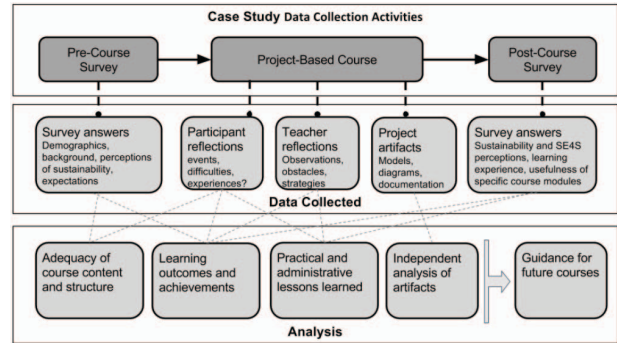 Case Study Data Collection Activities
Pre-Course
Survey
Project-Based Course
Post-Course
Survey
Survey answers
Demographics,
background, perceptions
of sustainability,
expectations
Participant
reflections
events,
difficulties,
experiences?
Teacher
reflections
Observations,
obstacles,
strategies
Project
artifacts
Models,
diagrams,
documentation
Survey answers
Sustainability and SE4S
perceptions, learning
experience, usefulness of
specific course modules
Data Collected
Adequacy of
course content
and structure
Learning
outcomes and
achievements
Practical and
administrative
lessons learned
Independent
analysis of
artifacts
Guidance for
future courses
Analysis